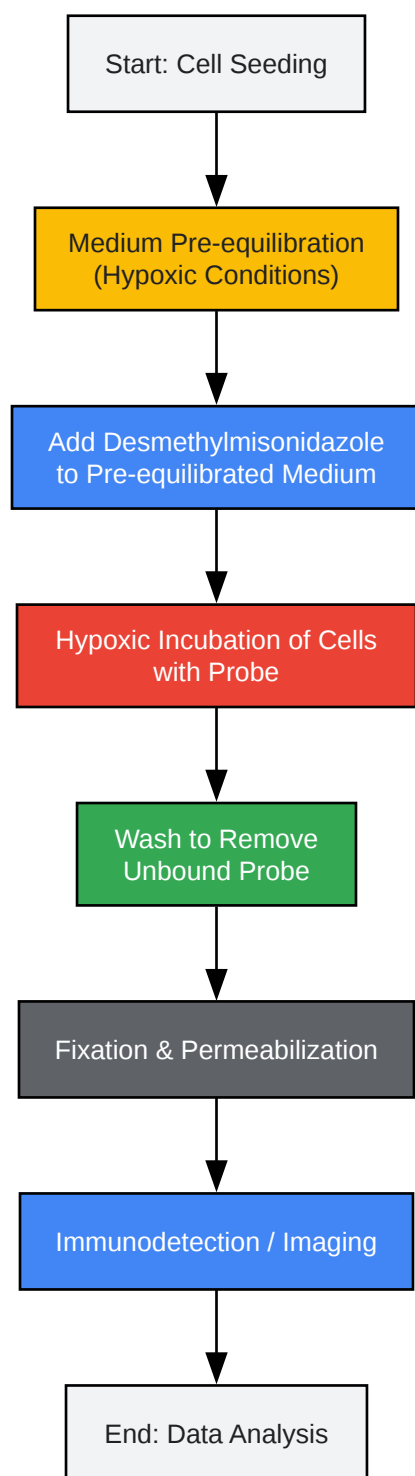 Start: Cell Seeding
Medium Pre-equilibration
(Hypoxic Conditions)
Add Desmethylmisonidazole
to Pre-equilibrated Medium
Hypoxic Incubation of Cells
with Probe
Wash to Remove
Unbound Probe
Fixation & Permeabilization
Immunodetection / Imaging
End: Data Analysis